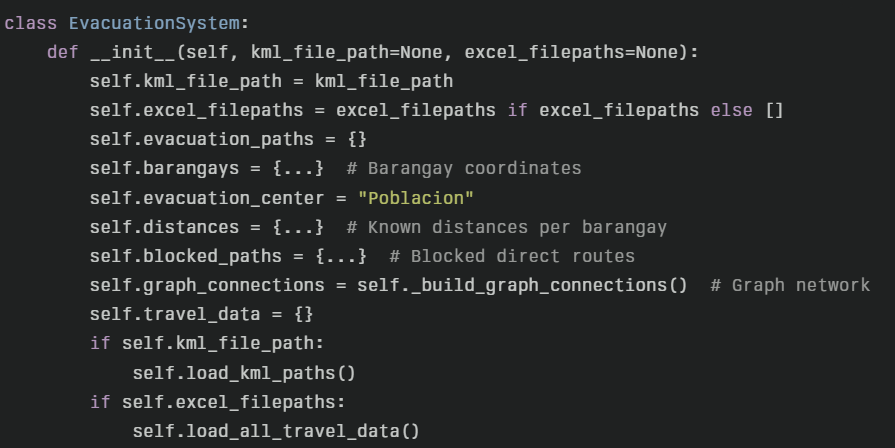 class EvacuationSystem:
    def __init__(self, kml_file_path=None, excel_filepaths=None):
        self.kml_file_path = kml_file_path
        self.excel_filepaths = excel_filepaths if excel_filepaths else []
        self.evacuation_paths = {}
        self.barangays = {...}  # Barangay coordinates
        self.evacuation_center = "Poblacion"
        self.distances = {...}  # Known distances per barangay
        self.blocked_paths = {...}  # Blocked direct routes
        self.graph_connections = self._build_graph_connections()  # Graph network
        self.travel_data = {}
        if self.kml_file_path:
            self.load_kml_paths()
        if self.excel_filepaths:
            self.load_all_travel_data()